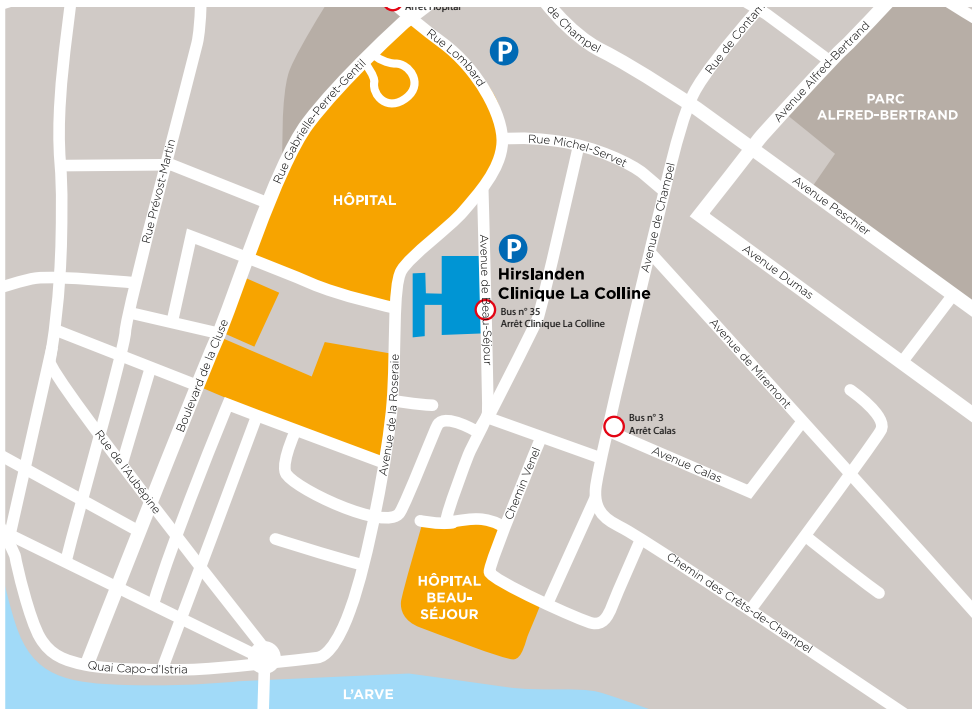 Arrêt Hôpital
de Champel
Rue de Contam
Avenue Alfred-Bertrand
Rue Lombard
P
PARC
ALFRED-BERTRAND
Rue Gabrielle-Perret-Gentil
Rue Prévost-Martin
Rue Michel-Servet
HÔPITAL
Avenue de Champel
Avenue Peschier
Avenue de Beau-Séjour
P
Hirslanden
Clinique La Colline
Bus n° 35
Arrêt Clinique La Colline
Avenue Dumas
Boulevard de la Cluse
Avenue de Miremont
Avenue de la Roseraie
Bus n° 3
Arrêt Calas
Rue de l'Aubépine
Avenue Calas
Chemin Venel
HÔPITAL
BEAU-
SÉJOUR
Chemin des Crêts-de-Champel
Quai Capo-d'Istria
L'ARVE